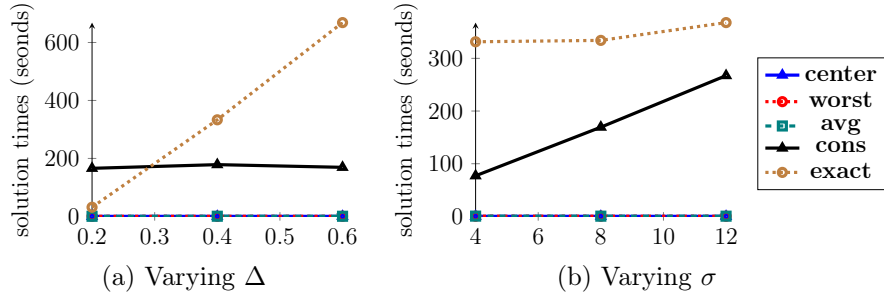 solution times (seonds)
600
400
200
0
0.2 0.3 0.4 0.5 0.6
(a) Varying Δ
solution times (seonds)
300
200
100
0
4 6 8 10 12
(b) Varying σ
center
worst
avg
cons
exact